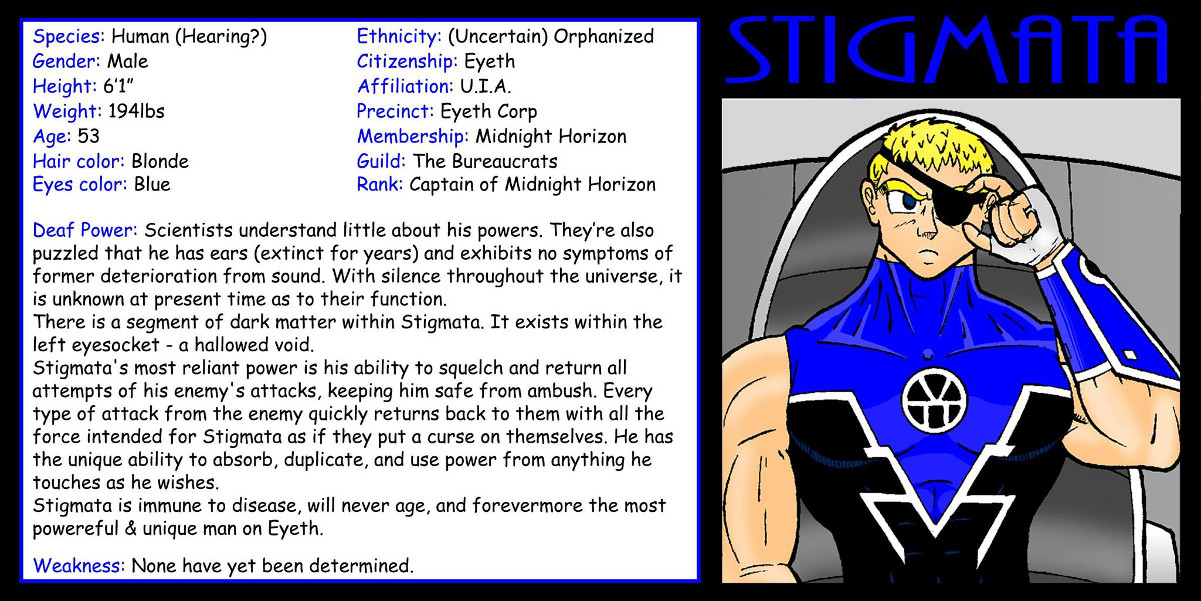 STIGMATA
Species: Human (Hearing?)
Gender: Male
Height: 6'1"
Weight: 194lbs
Age: 53
Hair color: Blonde
Eyes color: Blue
Ethnicity: (Uncertain) Orphanized
Citizenship: Eyeth
Affiliation: U.I.A.
Precinct: Eyeth Corp
Membership: Midnight Horizon
Guild: The Bureaucrats
Rank: Captain of Midnight Horizon
Deaf Power: Scientists understand little about his powers. They're also
puzzled that he has ears (extinct for years) and exhibits no symptoms of
former deterioration from sound. With silence throughout the universe, it
is unknown at present time as to their function.
There is a segment of dark matter within Stigmata. It exists within the
left eyesocket - a hallowed void.
Stigmata's most reliant power is his ability to squelch and return all
attempts of his enemy's attacks, keeping him safe from ambush. Every
type of attack from the enemy quickly returns back to them with all the
force intended for Stigmata as if they put a curse on themselves. He has
the unique ability to absorb, duplicate, and use power from anything he
touches as he wishes.
Stigmata is immune to disease, will never age, and forevermore the most
powereful & unique man on Eyeth.
Weakness: None have yet been determined.